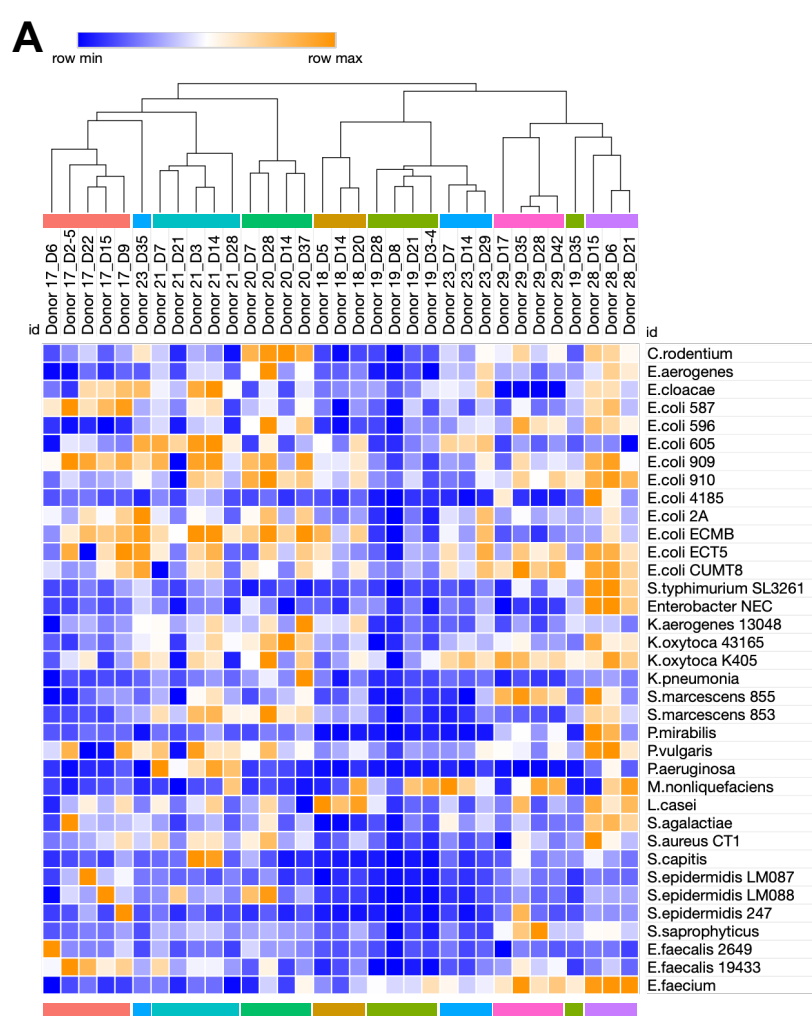 A
row min
row max
Donor 17_D6
Donor 17_D2-5
Donor 17_D22
Donor 17_D15
Donor 17_D9
Donor 23_D35
Donor 21_D7
Donor 21_D21
Donor 21_D3
Donor 21_D14
Donor 21_D28
Donor 20_D7
Donor 20_D28
Donor 20_D14
Donor 20_D37
Donor 18_D5
Donor 18_D14
Donor 18_D20
Donor 19_D28
Donor 19_D8
Donor 19_D21
Donor 19_D3-4
Donor 23_D7
Donor 23_D14
Donor 23_D29
Donor 29_D17
Donor 29_D35
Donor 29_D28
Donor 29_D42
Donor 19_D35
Donor 28_D15
Donor 28_D6
Donor 28_D21
id
id
C.rodentium
E.aerogenes
E.cloacae
E.coli 587
E.coli 596
E.coli 605
E.coli 909
E.coli 910
E.coli 4185
E.coli 2A
E.coli ECMB
E.coli ECT5
E.coli CUMT8
S.typhimurium SL3261
Enterobacter NEC
K.aerogenes 13048
K.oxytoca 43165
K.oxytoca K405
K.pneumonia
S.marcescens 855
S.marcescens 853
P.mirabilis
P.vulgaris
P.aeruginosa
M.nonliquefaciens
L.casei
S.agalactiae
S.aureus CT1
S.capitis
S.epidermidis LM087
S.epidermidis LM088
S.epidermidis 247
S.saprophyticus
E.faecalis 2649
E.faecalis 19433
E.faecium